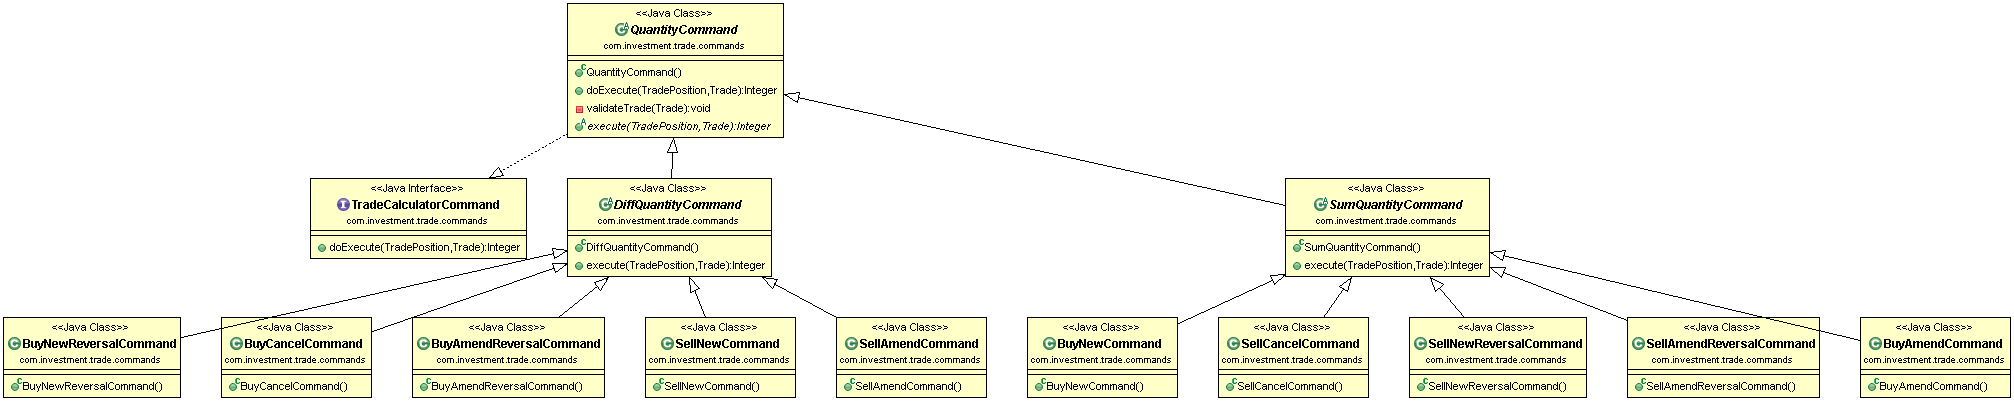 <<Java Class>>
QuantityCommand
com.investment.trade.commands
QuantityCommand()
doExecute(TradePosition,Trade):Integer
validateTrade(Trade):void
execute(TradePosition,Trade):Integer
<<Java Interface>>
TradeCalculatorCommand
com.investment.trade.commands
doExecute(TradePosition,Trade):Integer
<<Java Class>>
DiffQuantityCommand
com.investment.trade.commands
DiffQuantityCommand()
execute(TradePosition,Trade):Integer
<<Java Class>>
SumQuantityCommand
com.investment.trade.commands
SumQuantityCommand()
execute(TradePosition,Trade):Integer
<<Java Class>>
BuyNewReversalCommand
com.investment.trade.commands
BuyNewReversalCommand()
<<Java Class>>
BuyCancelCommand
com.investment.trade.commands
BuyCancelCommand()
<<Java Class>>
BuyAmendReversalCommand
com.investment.trade.commands
BuyAmendReversalCommand()
<<Java Class>>
SellNewCommand
com.investment.trade.commands
SellNewCommand()
<<Java Class>>
SellAmendCommand
com.investment.trade.commands
SellAmendCommand()
<<Java Class>>
BuyNewCommand
com.investment.trade.commands
BuyNewCommand()
<<Java Class>>
SellCancelCommand
com.investment.trade.commands
SellCancelCommand()
<<Java Class>>
SellNewReversalCommand
com.investment.trade.commands
SellNewReversalCommand()
<<Java Class>>
SellAmendReversalCommand
com.investment.trade.commands
SellAmendReversalCommand()
<<Java Class>>
BuyAmendCommand
com.investment.trade.commands
BuyAmendCommand()